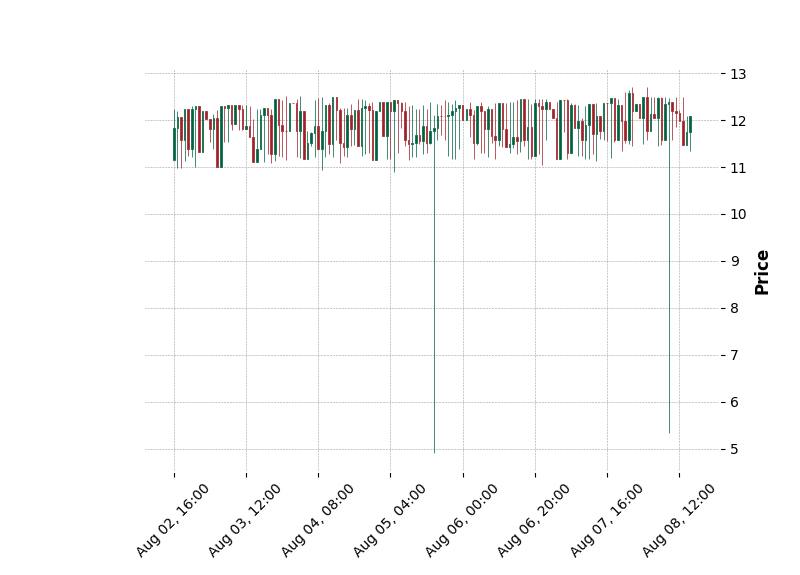 13
12
11
10
9
8
7
6
5
Price
Aug 02, 16:00
Aug 03, 12:00
Aug 04, 08:00
Aug 05, 04:00
Aug 06, 00:00
Aug 06, 20:00
Aug 07, 16:00
Aug 08, 12:00